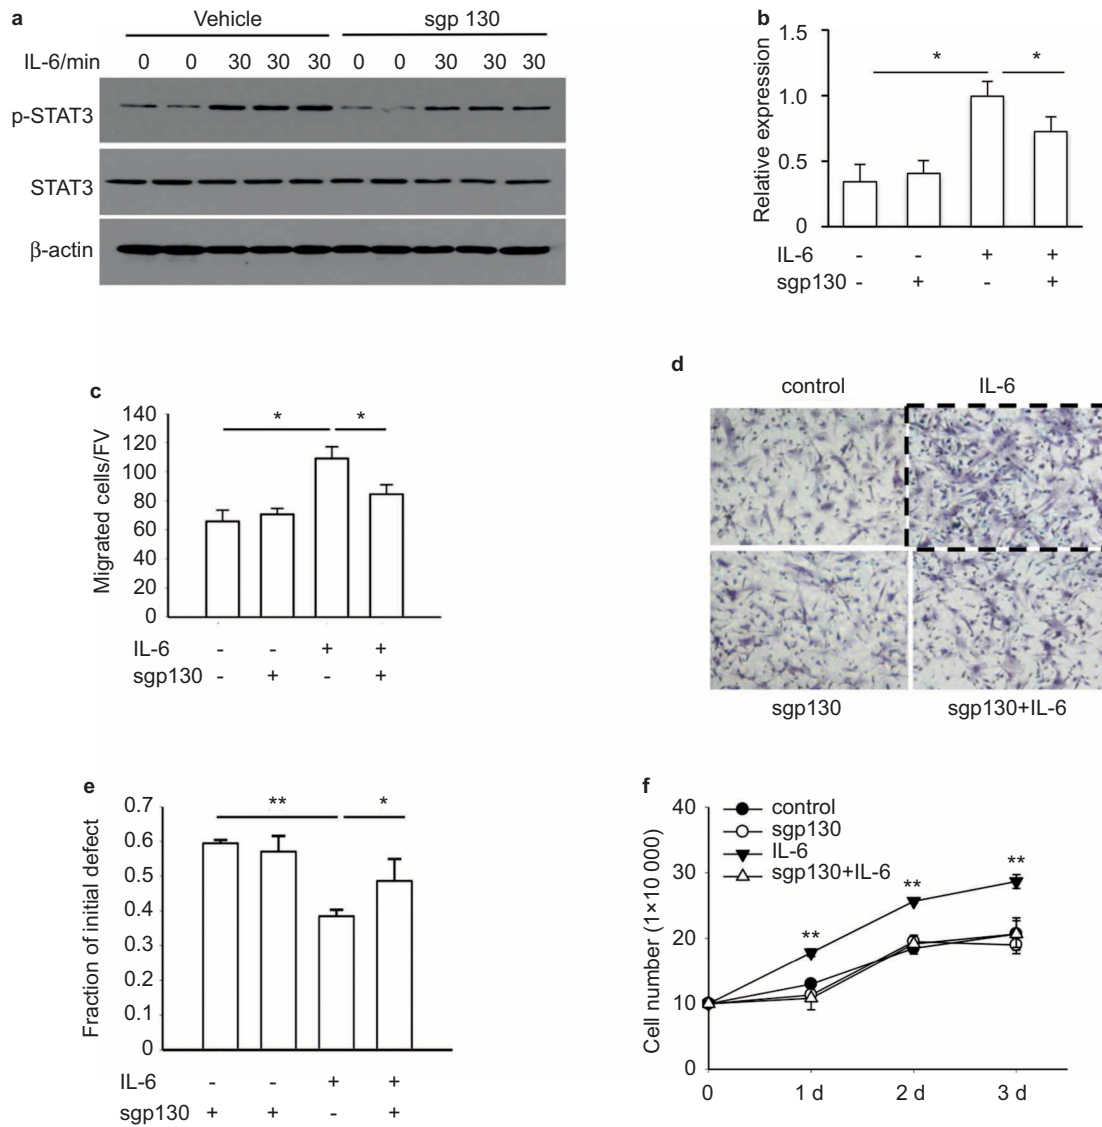 a
Vehicle sgp 130
IL-6/min 0 0 30 30 30 0 0 30 30 30
p-STAT3
STAT3
β-actin
b
1.5
1.0
0.5
0
Relative expression
* *
IL-6 - - + +
sgp130 - + - +
c
140
120
100
80
60
40
20
0
Migrated cells/FV
* *
IL-6 - - + +
sgp130 - + - +
d
control IL-6
sgp130 sgp130+IL-6
e
0.7
0.6
0.5
0.4
0.3
0.2
0.1
0
Fraction of initial defect
** *
IL-6 - - + +
sgp130 + + - +
f
40
30
20
10
0
Cell number (1×10 000)
control
sgp130
IL-6
sgp130+IL-6
** ** **
0 1 d 2 d 3 d